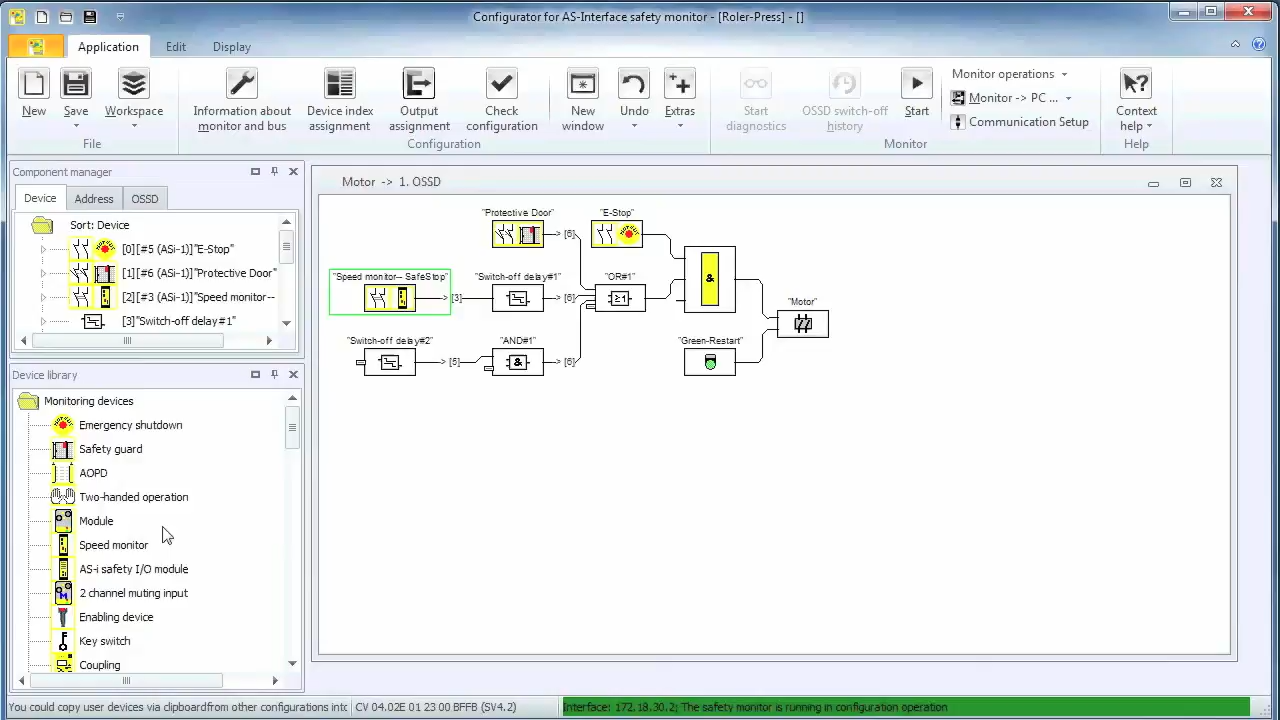 Configurator for AS-Interface safety monitor - [Roler-Press] - []
Application Edit Display
New Save Workspace
Information about monitor and bus
Device index assignment
Output assignment
Check configuration
New window
Undo
Extras
Start diagnostics
OSSD switch-off history
Start
Monitor operations
Monitor -> PC ...
Communication Setup
Context help
File Configuration Monitor Help
Component manager
Device Address OSSD
Sort: Device
[0][#5 (ASi-1)]"E-Stop"
[1][#6 (ASi-1)]"Protective Door"
[2][#3 (ASi-1)]"Speed monitor--
[3]"Switch-off delay#1"
Device library
Monitoring devices
Emergency shutdown
Safety guard
AOPD
Two-handed operation
Module
Speed monitor
AS-i safety I/O module
2 channel muting input
Enabling device
Key switch
Coupling
Motor -> 1. OSSD
"Protective Door" "E-Stop"
> [6]
&
"Speed monitor-- SafeStop" "Switch-off delay#1" "OR#1"
> [3] > [6] ≥1
"Motor"
"Switch-off delay#2" "AND#1" "Green-Restart"
> [5] & > [6]
You could copy user devices via clipboardfrom other configurations int
CV 04.02E 01 23 00 BFFB (SV4.2)
Interface: 172.18.30.2; The safety monitor is running in configuration operation